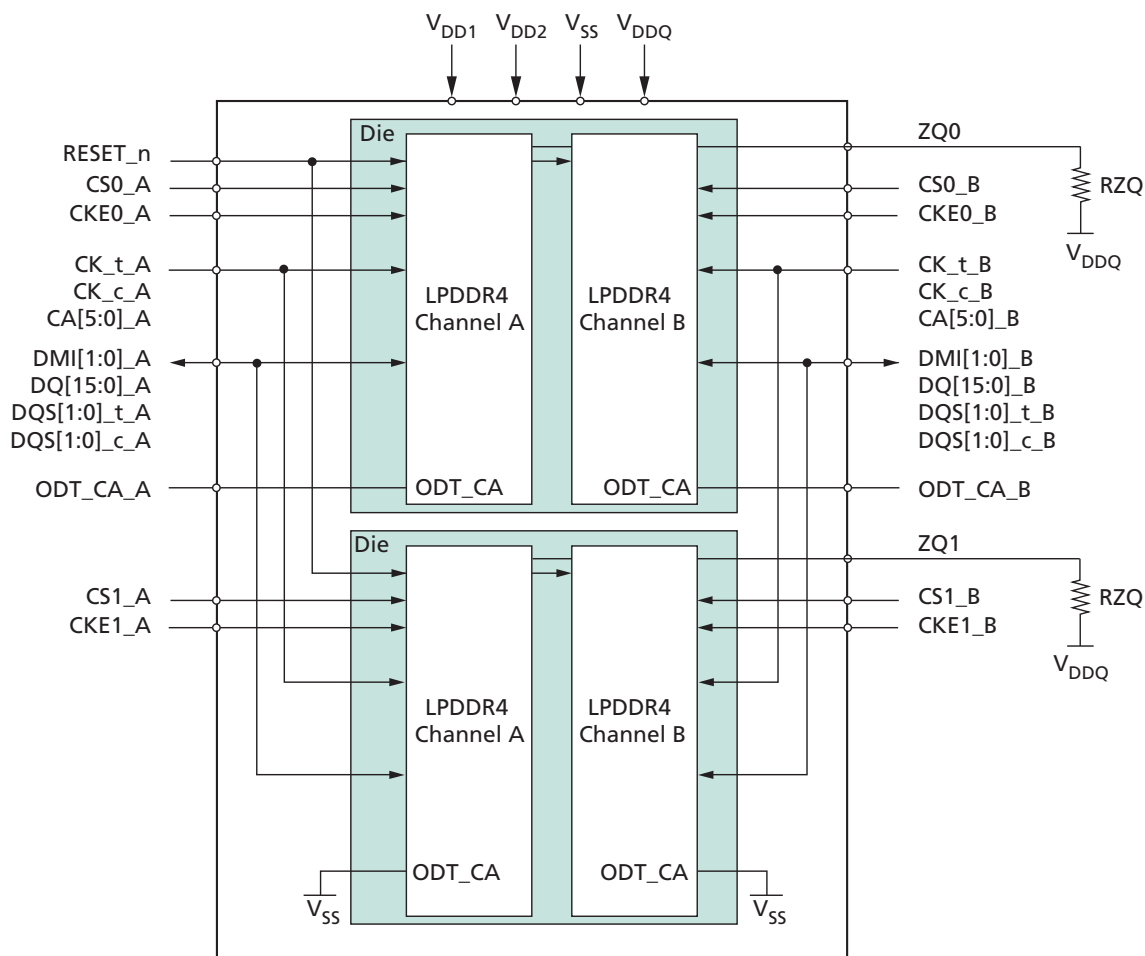 VDD1 VDD2 VSS VDDQ
Die
RESET_n
CS0_A
CKE0_A
CK_t_A
CK_c_A
CA[5:0]_A
DMI[1:0]_A
DQ[15:0]_A
DQS[1:0]_t_A
DQS[1:0]_c_A
ODT_CA_A
LPDDR4
Channel A
ODT_CA
LPDDR4
Channel B
ODT_CA
ZQ0
RZQ
VDDQ
CS0_B
CKE0_B
CK_t_B
CK_c_B
CA[5:0]_B
DMI[1:0]_B
DQ[15:0]_B
DQS[1:0]_t_B
DQS[1:0]_c_B
ODT_CA_B
Die
CS1_A
CKE1_A
LPDDR4
Channel A
ODT_CA
VSS
LPDDR4
Channel B
ODT_CA
VSS
ZQ1
RZQ
VDDQ
CS1_B
CKE1_B